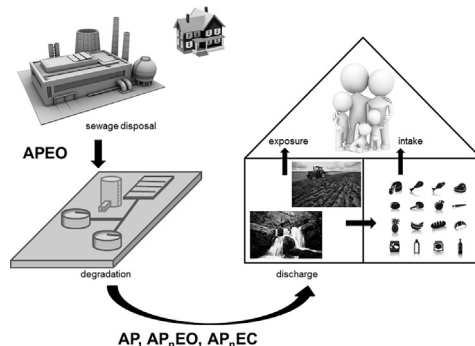 sewage disposal
APEO
exposure
intake
degradation
discharge
AP, APnEO, APnEC